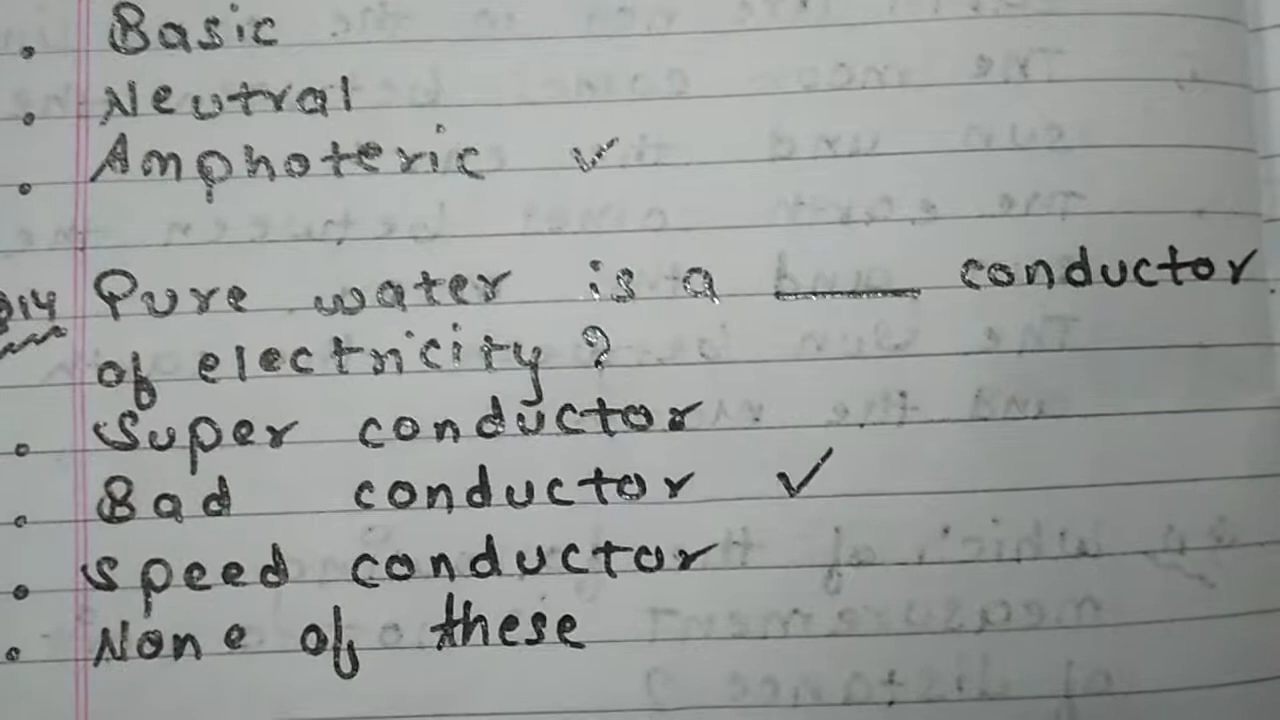 • Basic
• Neutral
• Amphoteric ✓
Q14 Pure water is a ____ conductor
of electricity?
• Super conductor
• Bad conductor ✓
• speed conductor
• None of these